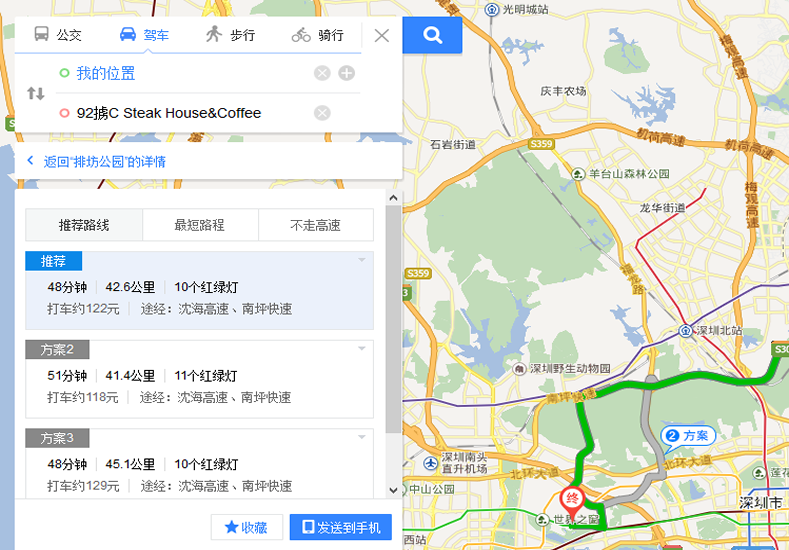 公交 驾车 步行 骑行
我的位置
92掳C Steak House&Coffee
返回“排坊公园”的详情
推荐路线 最短路程 不走高速
推荐
48分钟 42.6公里 10个红绿灯
打车约122元 途经：沈海高速、南坪快速
方案2
51分钟 41.4公里 11个红绿灯
打车约118元 途经：沈海高速、南坪快速
方案3
48分钟 45.1公里 10个红绿灯
打车约129元 途经：沈海高速、南坪快速
收藏 发送到手机
光明城站
梅观高速
庆丰农场
机荷高速
机荷高速
S359
石岩街道
羊台山森林公园
梅观高速
龙华街道
S359
福龙路
深圳北站
S30
深圳野生动物园
南坪快速
2 方案
深圳南头
直升机场
北环大道
北环大道
中山公园
莲花
终
世界之窗
深圳市
西站